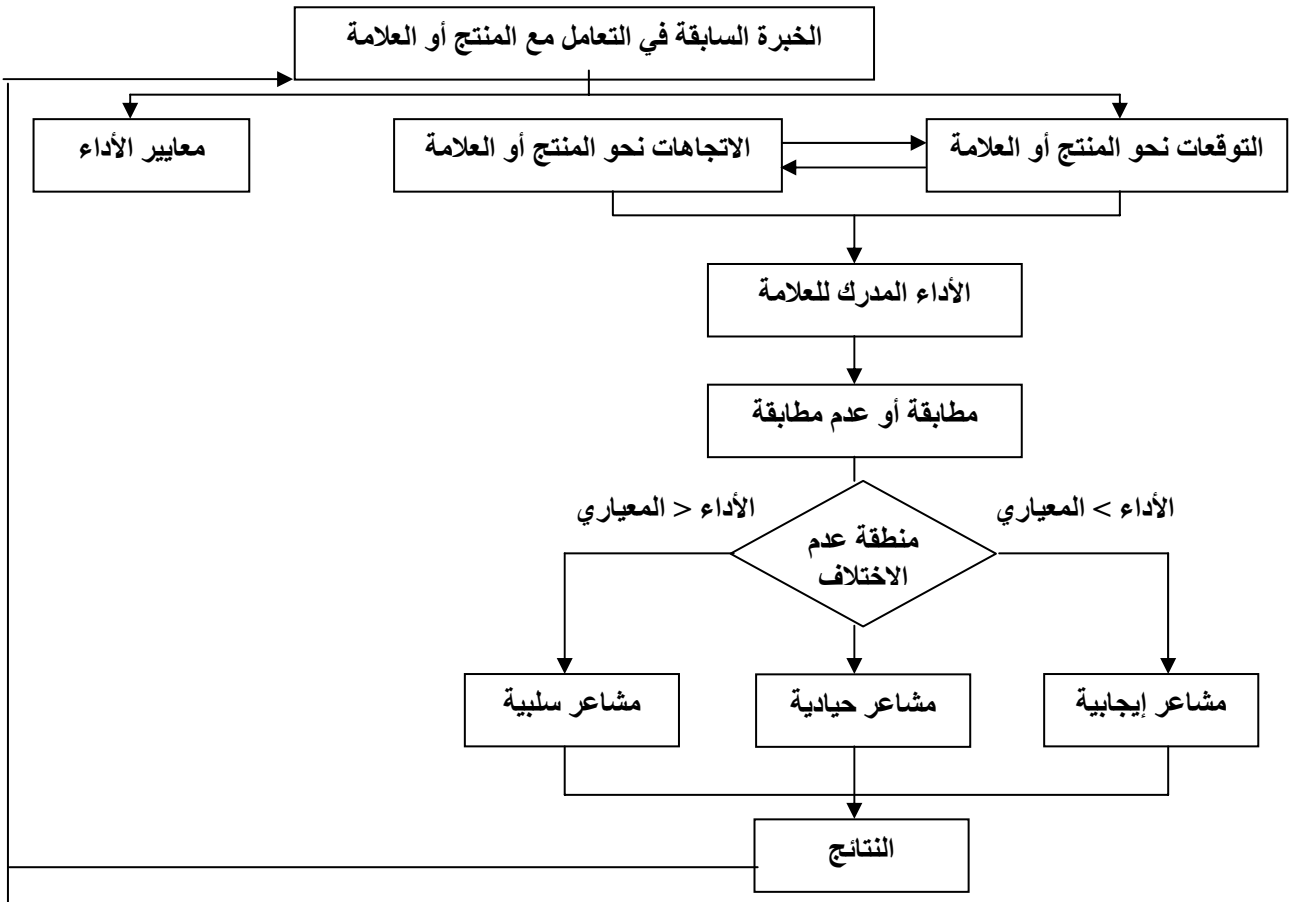 الخبرة السابقة في التعامل مع المنتج أو العلامة
التوقعات نحو المنتج أو العلامة
الاتجاهات نحو المنتج أو العلامة
معايير الأداء
الأداء المدرك للعلامة
مطابقة أو عدم مطابقة
الأداء > المعياري
الأداء < المعياري
منطقة عدم
الاختلاف
مشاعر إيجابية
مشاعر حيادية
مشاعر سلبية
النتائج